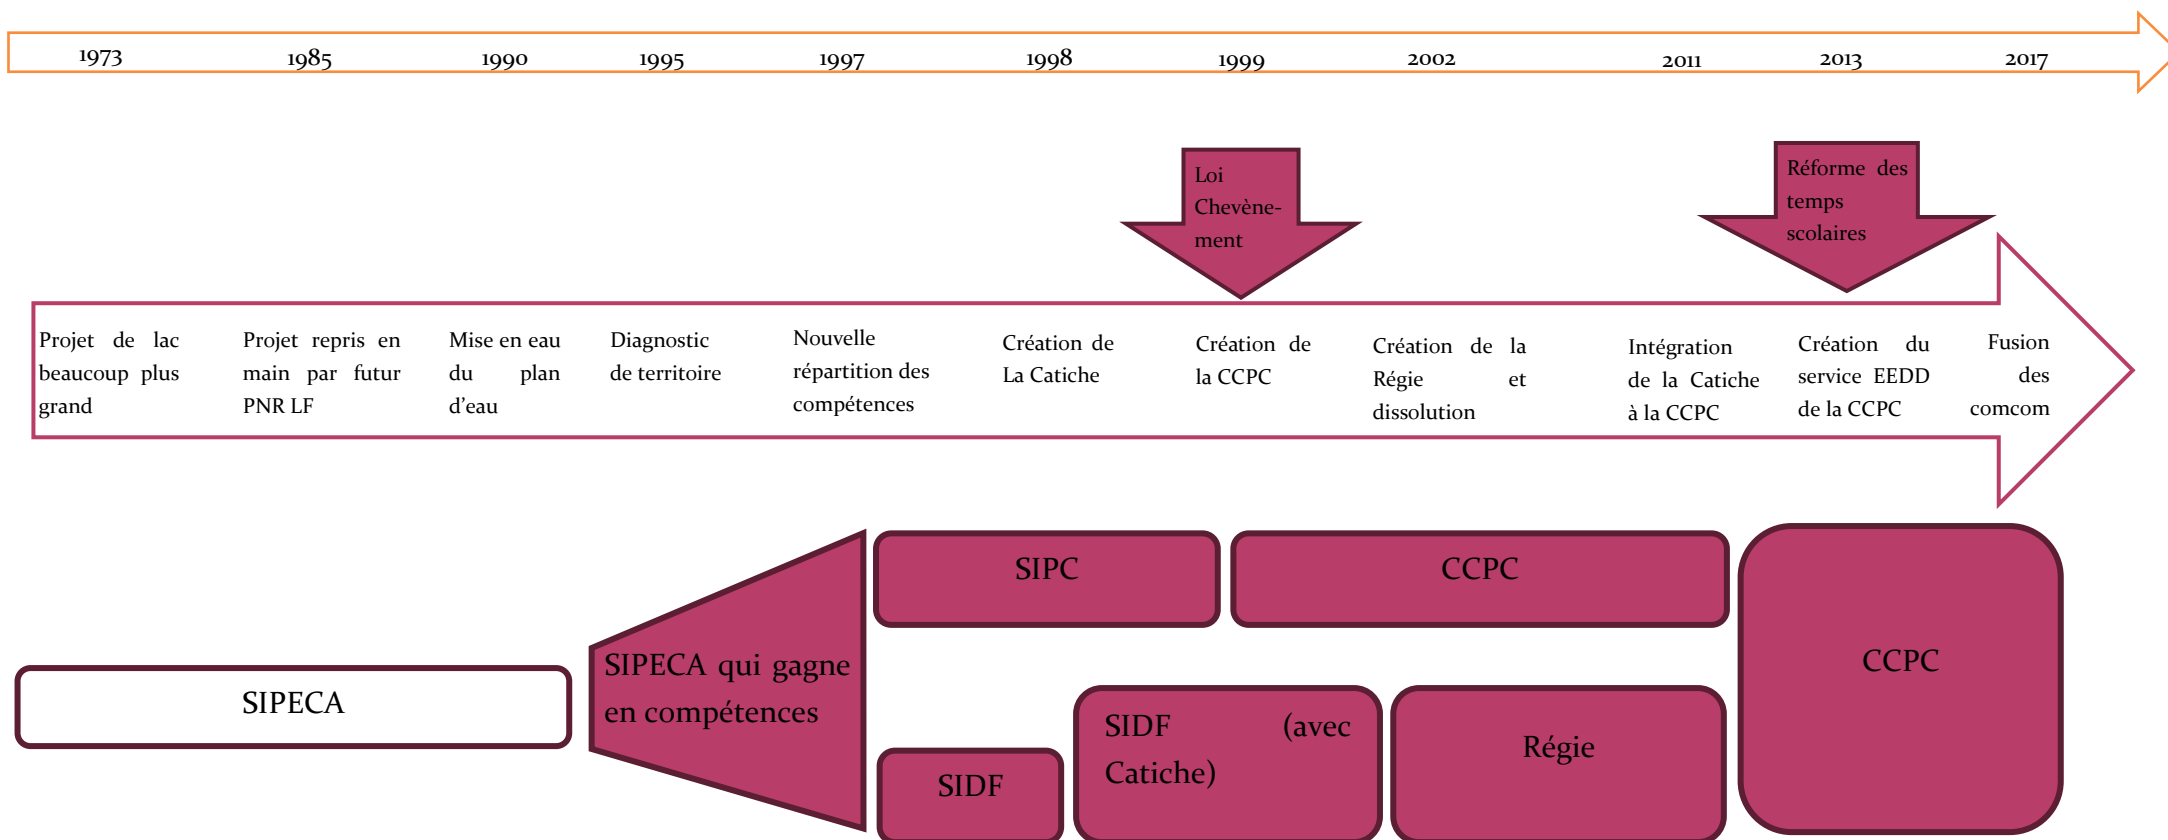 1973 1985 1990 1995 1997 1998 1999 2002 2011 2013 2017
Loi
Chevène-
ment
Réforme des
temps
scolaires
Projet de lac
beaucoup plus
grand
Projet repris en
main par futur
PNR LF
Mise en eau
du plan
d'eau
Diagnostic
de territoire
Nouvelle
répartition des
compétences
Création de
La Catiche
Création de
la CCPC
Création de la
Régie et
dissolution
Intégration
de la Catiche
à la CCPC
Création du
service EEDD
de la CCPC
Fusion
des
comcom
SIPECA
SIPECA qui gagne
en compétences
SIPC
CCPC
SIDF
SIDF (avec
Catiche)
Régie
CCPC